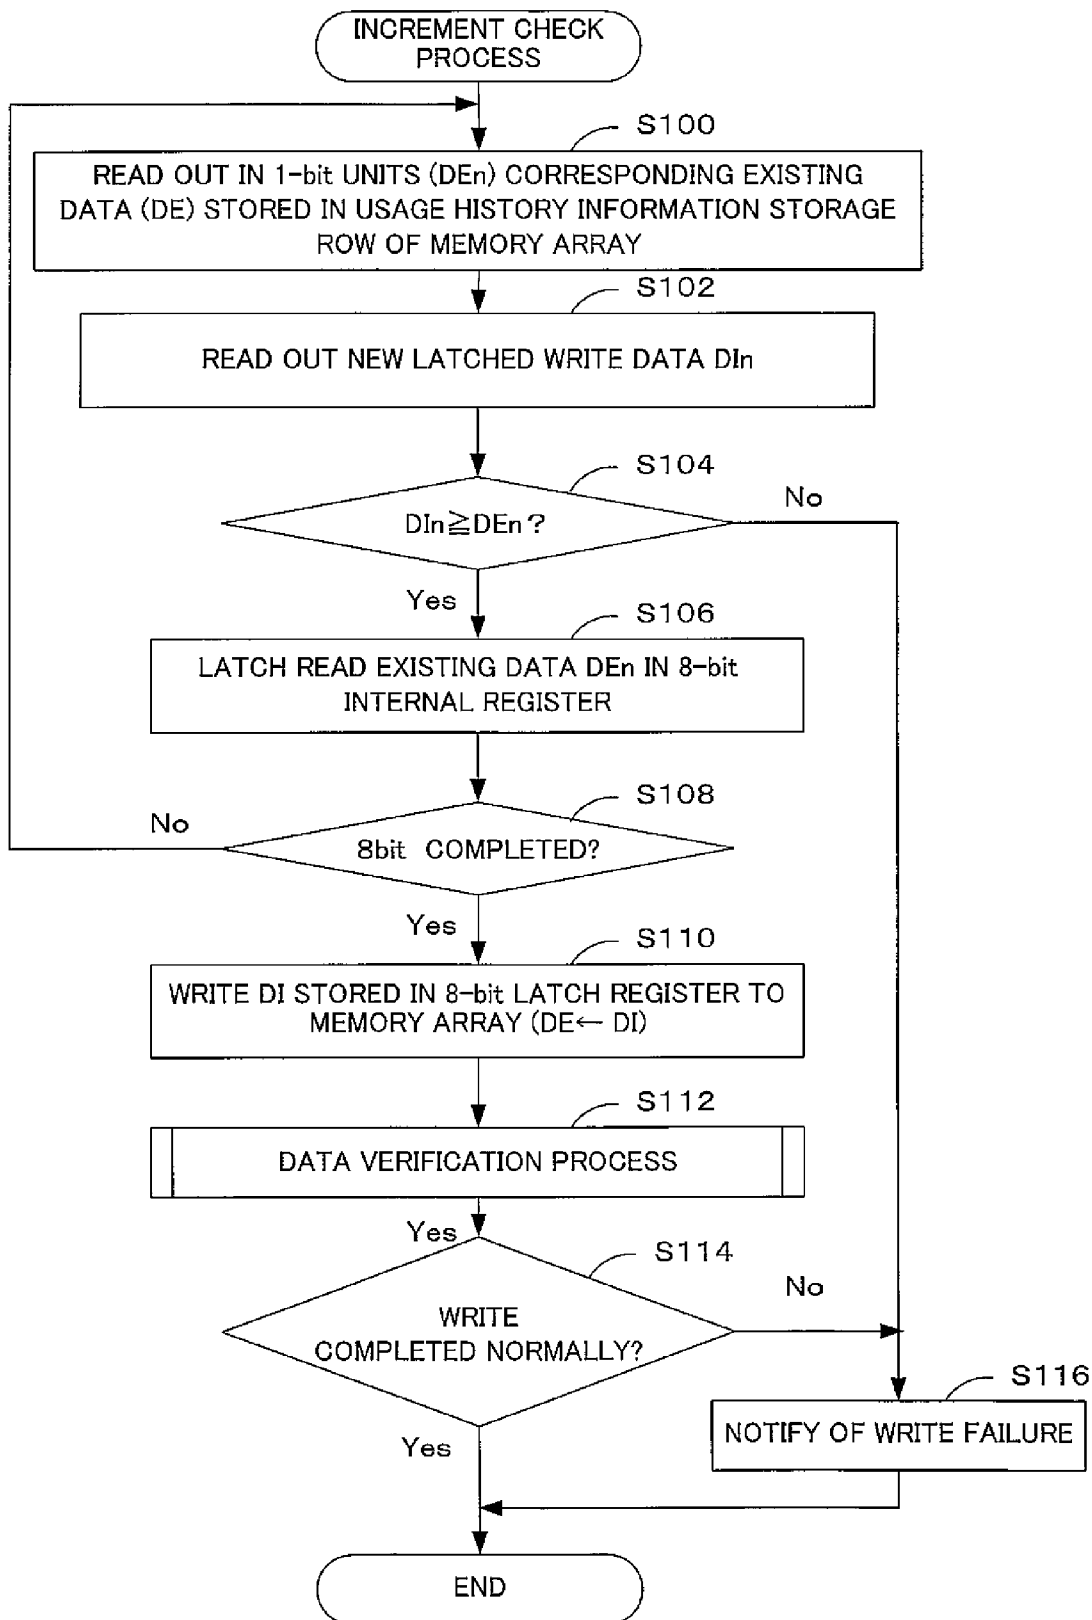 INCREMENT CHECK
PROCESS
S100
READ OUT IN 1-bit UNITS (DEn) CORRESPONDING EXISTING
DATA (DE) STORED IN USAGE HISTORY INFORMATION STORAGE
ROW OF MEMORY ARRAY
S102
READ OUT NEW LATCHED WRITE DATA DIn
S104
No
DIn≧DEn?
Yes
S106
LATCH READ EXISTING DATA DEn IN 8-bit
INTERNAL REGISTER
S108
No
8bit COMPLETED?
Yes
S110
WRITE DI STORED IN 8-bit LATCH REGISTER TO
MEMORY ARRAY (DE← DI)
S112
DATA VERIFICATION PROCESS
Yes
S114
No
WRITE
COMPLETED NORMALLY?
S116
NOTIFY OF WRITE FAILURE
Yes
END